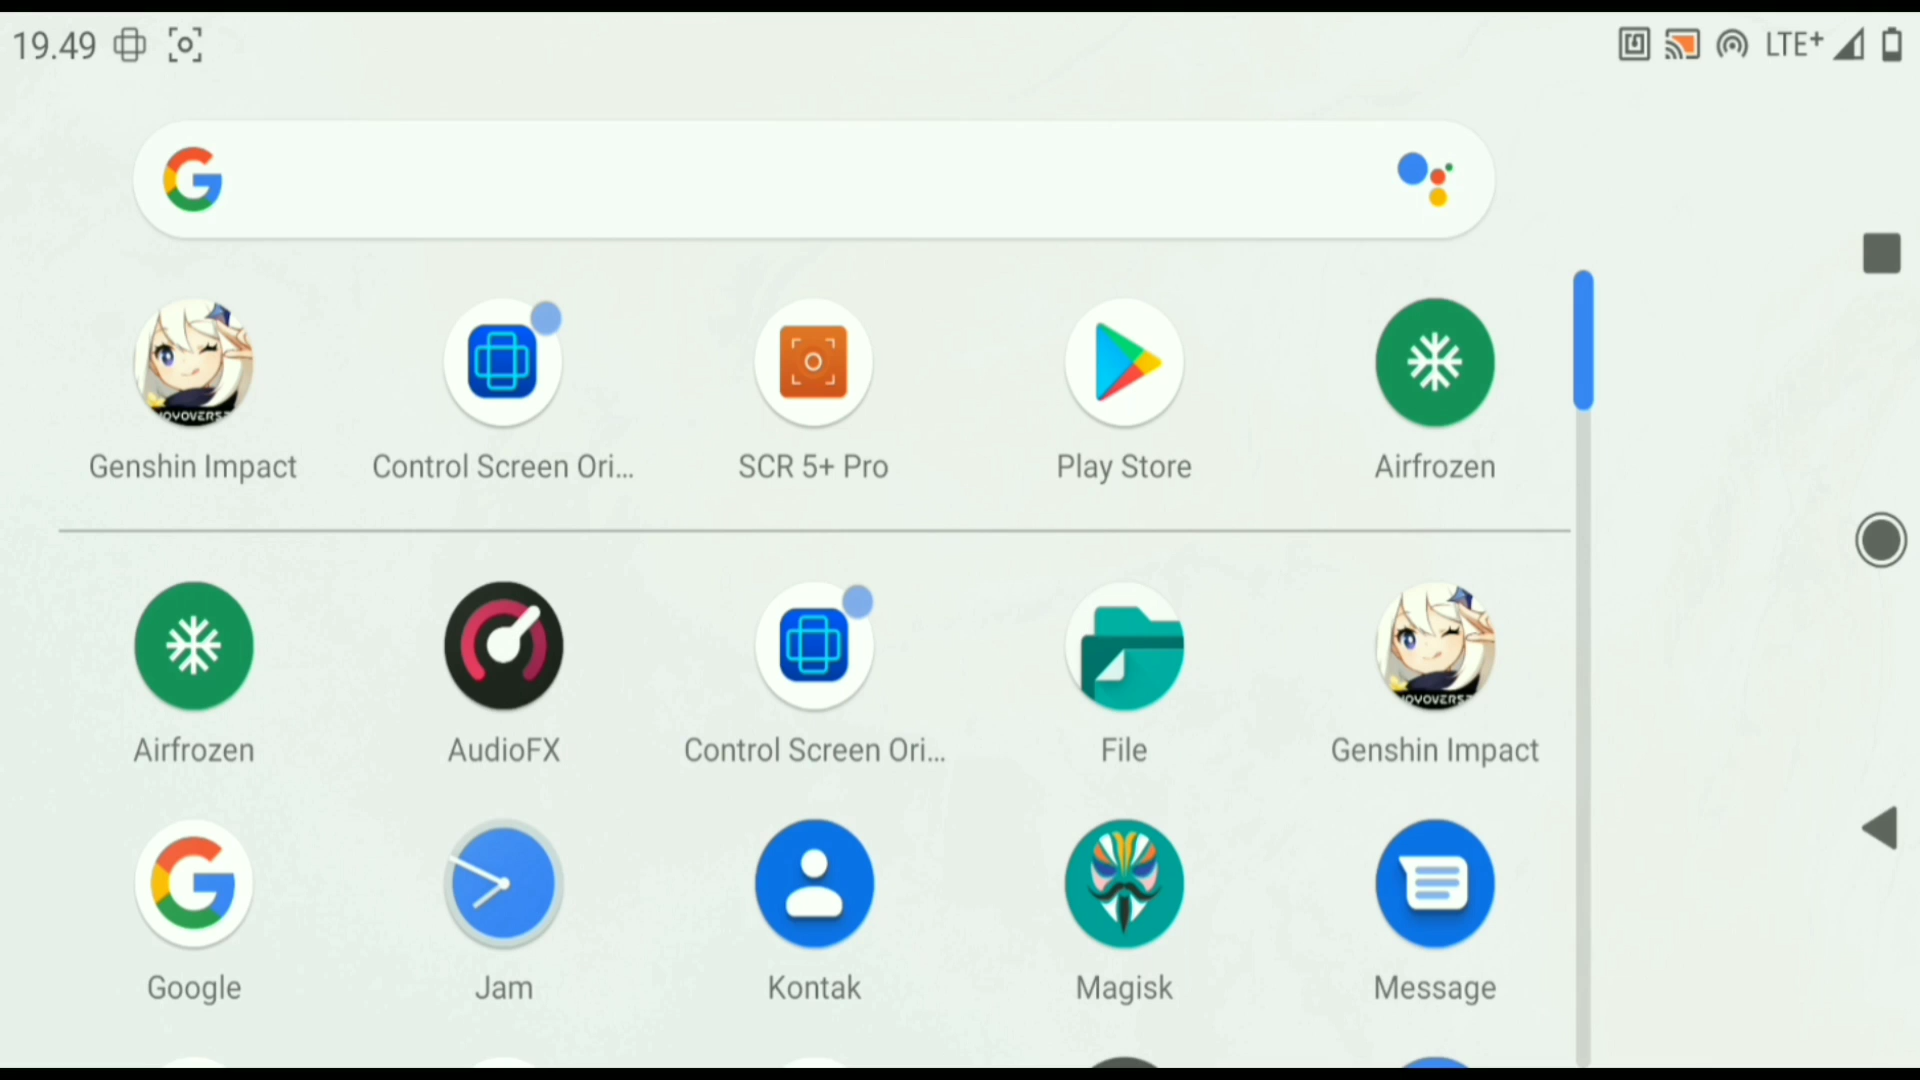 19.49
LTE+
Genshin Impact
Control Screen Ori...
SCR 5+ Pro
Play Store
Airfrozen
Airfrozen
AudioFX
Control Screen Ori...
File
Genshin Impact
Google
Jam
Kontak
Magisk
Message